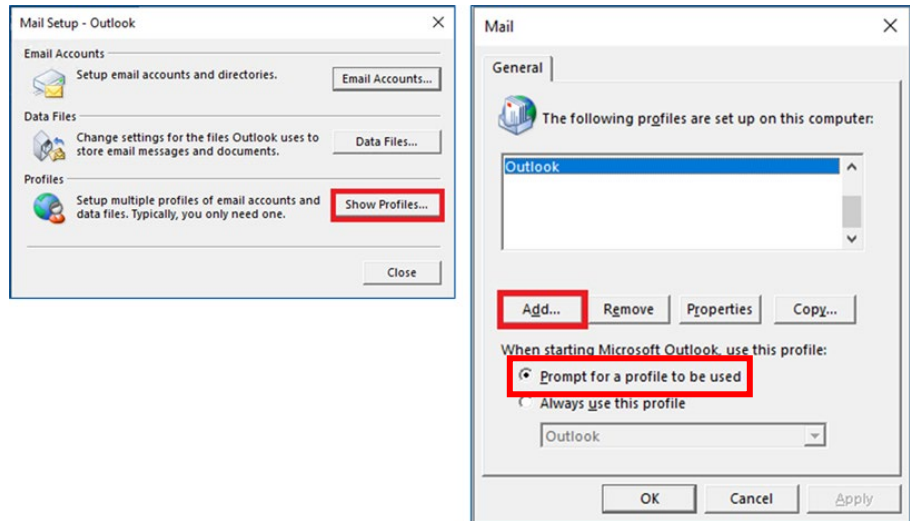 Mail Setup - Outlook
Email Accounts
Setup email accounts and directories.
Email Accounts...
Data Files
Change settings for the files Outlook uses to
store email messages and documents.
Data Files...
Profiles
Setup multiple profiles of email accounts and
data files. Typically, you only need one.
Show Profiles...
Close
Mail
General
The following profiles are set up on this computer:
Outlook
Add...
Remove
Properties
Copy...
When starting Microsoft Outlook, use this profile:
Prompt for a profile to be used
Always use this profile
Outlook
OK
Cancel
Apply